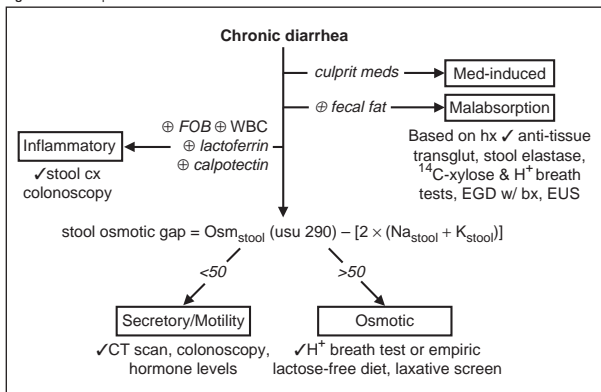 Chronic diarrhea
culprit meds
Med-induced
⊕ fecal fat
Malabsorption
Based on hx ✓ anti-tissue
transglut, stool elastase,
¹⁴C-xylose & H⁺ breath
tests, EGD w/ bx, EUS
⊕ FOB ⊕ WBC
⊕ lactoferrin
⊕ calpotectin
Inflammatory
✓stool cx
colonoscopy
stool osmotic gap = Osm_stool (usu 290) – [2 × (Na_stool + K_stool)]
<50
>50
Secretory/Motility
✓CT scan, colonoscopy,
hormone levels
Osmotic
✓H⁺ breath test or empiric
lactose-free diet, laxative screen